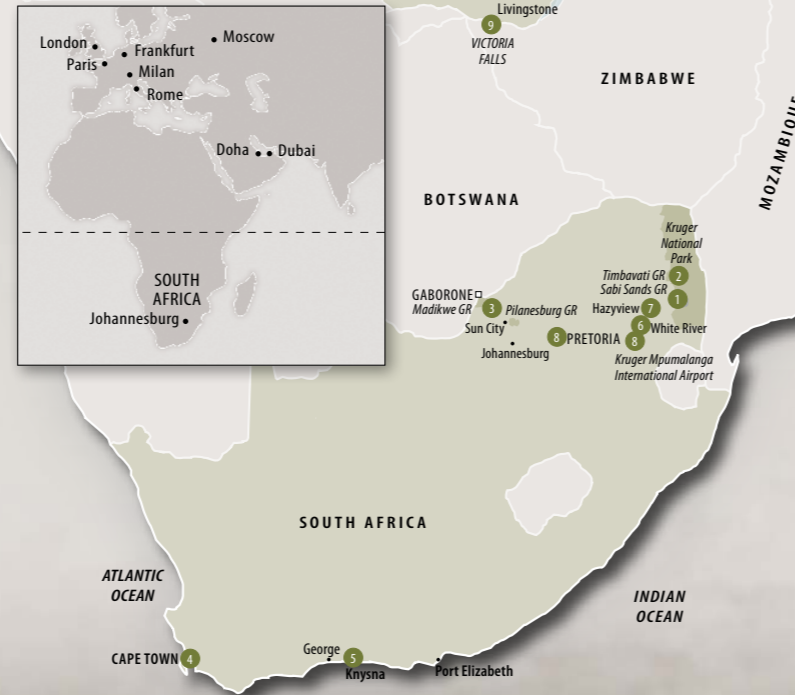 London
Paris
Frankfurt
Milan
Rome
Moscow
Doha
Dubai
SOUTH
AFRICA
Johannesburg
Livingstone
9
VICTORIA
FALLS
ZIMBABWE
MOZAMBIQUE
BOTSWANA
Kruger
National
Park
Timbavati GR
2
Sabi Sands GR
1
GABORONE
Madikwe GR
3
Pilanesburg GR
Hazyview
7
Sun City
6
White River
8
PRETORIA
8
Johannesburg
Kruger Mpumalanga
International Airport
SOUTH AFRICA
ATLANTIC
OCEAN
INDIAN
OCEAN
CAPE TOWN
4
George
5
Knysna
Port Elizabeth